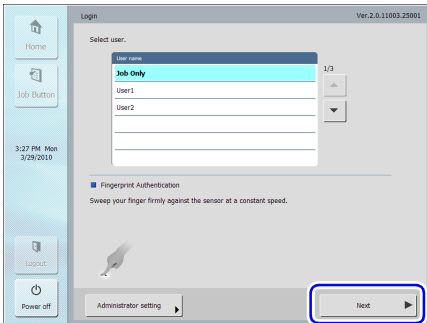 Login
Ver.2.0.11003.25001
Home
Job Button
3:27 PM Mon
3/29/2010
Logout
Power off
Select user.
User name
Job Only
User1
User2
1/3
Fingerprint Authentication
Sweep your finger firmly against the sensor at a constant speed.
Administrator setting
Next